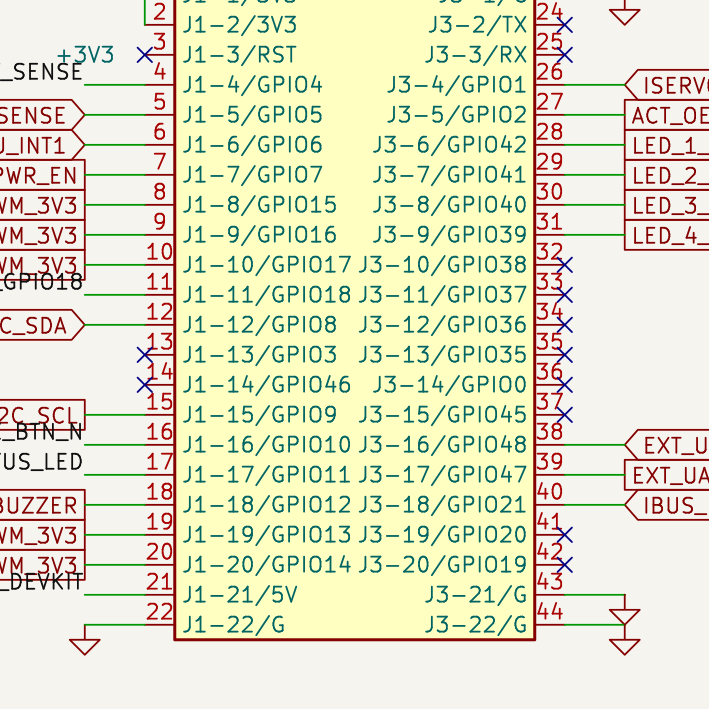 2 J1-2/3V3 J3-2/TX 24
+3V3 3 J1-3/RST J3-3/RX 25
_SENSE 4 J1-4/GPIO4 J3-4/GPIO1 26
SENSE 5 J1-5/GPIO5 J3-5/GPIO2 27 ACT_OE
_INT1 6 J1-6/GPIO6 J3-6/GPIO42 28 LED_1_
PWR_EN 7 J1-7/GPIO7 J3-7/GPIO41 29 LED_2_
WM_3V3 8 J1-8/GPIO15 J3-8/GPIO40 30 LED_3_
WM_3V3 9 J1-9/GPIO16 J3-9/GPIO39 31 LED_4_
WM_3V3 10 J1-10/GPIO17 J3-10/GPIO38 32
_GPIO18 11 J1-11/GPIO18 J3-11/GPIO37 33
C_SDA 12 J1-12/GPIO8 J3-12/GPIO36 34
13 J1-13/GPIO3 J3-13/GPIO35 35
14 J1-14/GPIO46 J3-14/GPIO0 36
2C_SCL 15 J1-15/GPIO9 J3-15/GPIO45 37
_BTN_N 16 J1-16/GPIO10 J3-16/GPIO48 38 EXT_U
TUS_LED 17 J1-17/GPIO11 J3-17/GPIO47 39 EXT_UA
BUZZER 18 J1-18/GPIO12 J3-18/GPIO21 40 IBUS_
WM_3V3 19 J1-19/GPIO13 J3-19/GPIO20 41
WM_3V3 20 J1-20/GPIO14 J3-20/GPIO19 42
_DEVKIT 21 J1-21/5V J3-21/G 43
22 J1-22/G J3-22/G 44